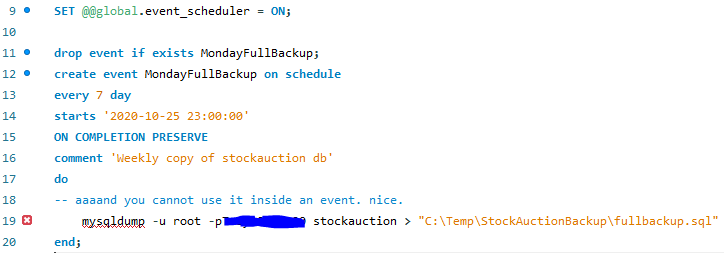 9 SET @@global.event_scheduler = ON;
10
11 drop event if exists MondayFullBackup;
12 create event MondayFullBackup on schedule
13 every 7 day
14 starts '2020-10-25 23:00:00'
15 ON COMPLETION PRESERVE
16 comment 'Weekly copy of stockauction db'
17 do
18 -- aaaand you cannot use it inside an event. nice.
19 mysqldump -u root stockauction > "C:\Temp\StockAuctionBackup\fullbackup.sql"
20 end;